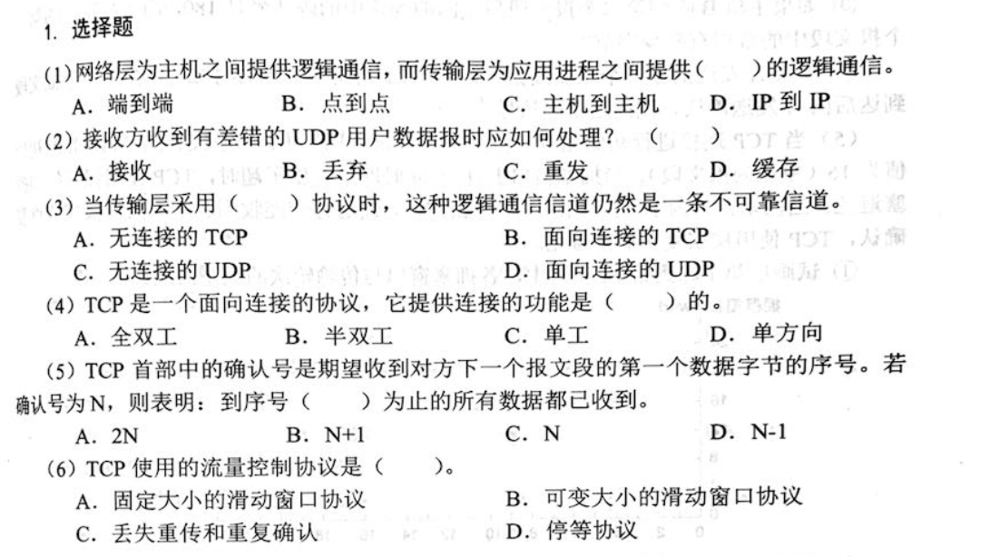 1. 选择题
(1)网络层为主机之间提供逻辑通信，而传输层为应用进程之间提供(　　)的逻辑通信。
A．端到端　　B．点到点　　C．主机到主机　　D．IP 到 IP
(2) 接收方收到有差错的 UDP 用户数据报时应如何处理？（　　）
A．接收　　B．丢弃　　C．重发　　D．缓存
(3) 当传输层采用（　　）协议时，这种逻辑通信信道仍然是一条不可靠信道。
A．无连接的 TCP　　B．面向连接的 TCP
C．无连接的 UDP　　D．面向连接的 UDP
(4) TCP 是一个面向连接的协议，它提供连接的功能是（　　）的。
A．全双工　　B．半双工　　C．单工　　D．单方向
(5) TCP 首部中的确认号是期望收到对方下一个报文段的第一个数据字节的序号。若
确认号为 N，则表明：到序号（　　）为止的所有数据都已收到。
A．2N　　B．N+1　　C．N　　D．N-1
(6) TCP 使用的流量控制协议是（　　）。
A．固定大小的滑动窗口协议　　B．可变大小的滑动窗口协议
C．丢失重传和重复确认　　D．停等协议